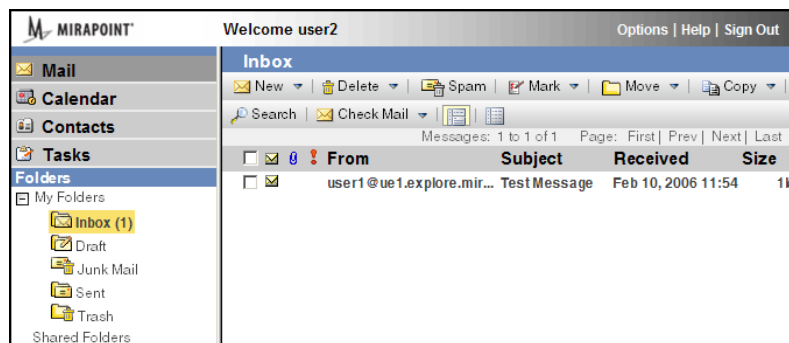 MIRAPOINT
Welcome user2
Options | Help | Sign Out
Mail
Calendar
Contacts
Tasks
Folders
My Folders
Inbox (1)
Draft
Junk Mail
Sent
Trash
Shared Folders
Inbox
New | Delete | Spam | Mark | Move | Copy |
Search | Check Mail | |
Messages: 1 to 1 of 1 Page: First | Prev | Next | Last
From Subject Received Size
user1@ue1.explore.mir... Test Message Feb 10, 2006 11:54